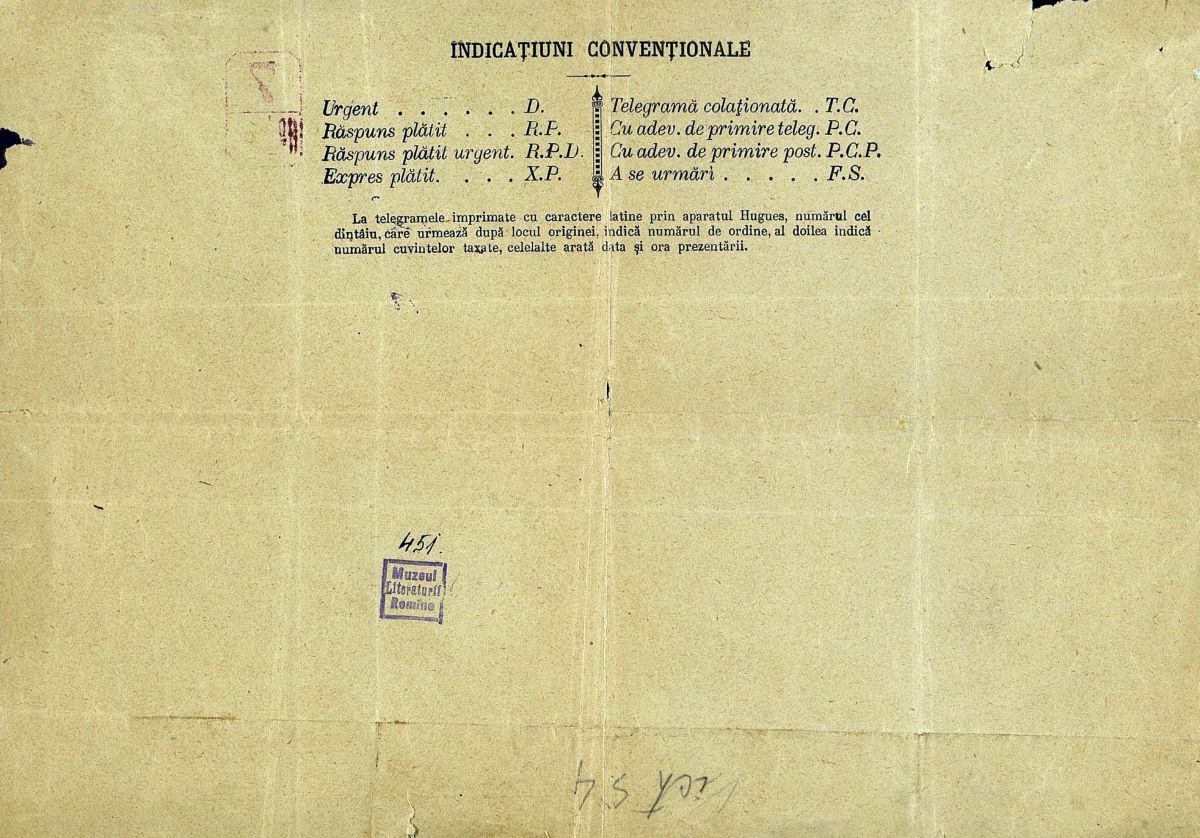 INDICAȚIUNI CONVENȚIONALE
Urgent . . . . . . D.
Răspuns plătit . . . R.P.
Răspuns plătit urgent. R.P.D.
Expres plătit. . . . X.P.
Telegramă colaționată. . T.C.
Cu adev. de primire teleg. P.C.
Cu adev. de primire post. P.C.P.
A se urmări . . . . . F.S.
La telegramele imprimate cu caractere latine prin aparatul Hugues, numărul cel
dintăiu, care urmează după locul originei, indică numărul de ordine, al doilea indică
numărul cuvintelor taxate, celelalte arată data și ora prezentării.
451.
Muzeul
Literaturii
Romîne